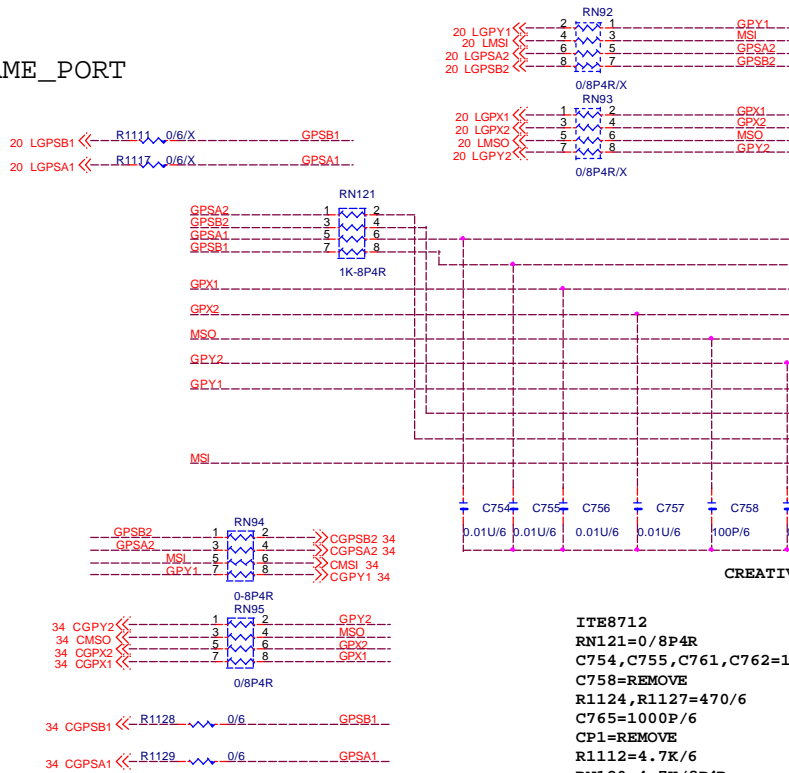 AME_PORT
RN92
20 LGPY1 2 1 GPY1
20 LMSI 4 3 MSI
20 LGPSA2 6 5 GPSA2
20 LGPSB2 8 7 GPSB2
0/8P4R/X
RN93
20 LGPX1 1 2 GPX1
20 LGPX2 3 4 GPX2
20 LMSO 5 6 MSO
20 LGPY2 7 8 GPY2
0/8P4R/X
20 LGPSB1 R1111 0/6/X GPSB1
20 LGPSA1 R1117 0/6/X GPSA1
RN121
GPSA2 1 2
GPSB2 3 4
GPSA1 5 6
GPSB1 7 8
1K-8P4R
GPX1
GPX2
MSO
GPY2
GPY1
MSI
C754 C755 C756 C757 C758
0.01U/6 0.01U/6 0.01U/6 0.01U/6 100P/6
RN94
GPSB2 1 2 CGPSB2 34
GPSA2 3 4 CGPSA2 34
MSI 5 6 CMSI 34
GPY1 7 8 CGPY1 34
0-8P4R
RN95
34 CGPY2 1 2 GPY2
34 CMSO 3 4 MSO
34 CGPX2 5 6 GPX2
34 CGPX1 7 8 GPX1
0/8P4R
34 CGPSB1 R1128 0/6 GPSB1
34 CGPSA1 R1129 0/6 GPSA1
CREATIV
ITE8712
RN121=0/8P4R
C754,C755,C761,C762=1
C758=REMOVE
R1124,R1127=470/6
C765=1000P/6
CP1=REMOVE
R1112=4.7K/6